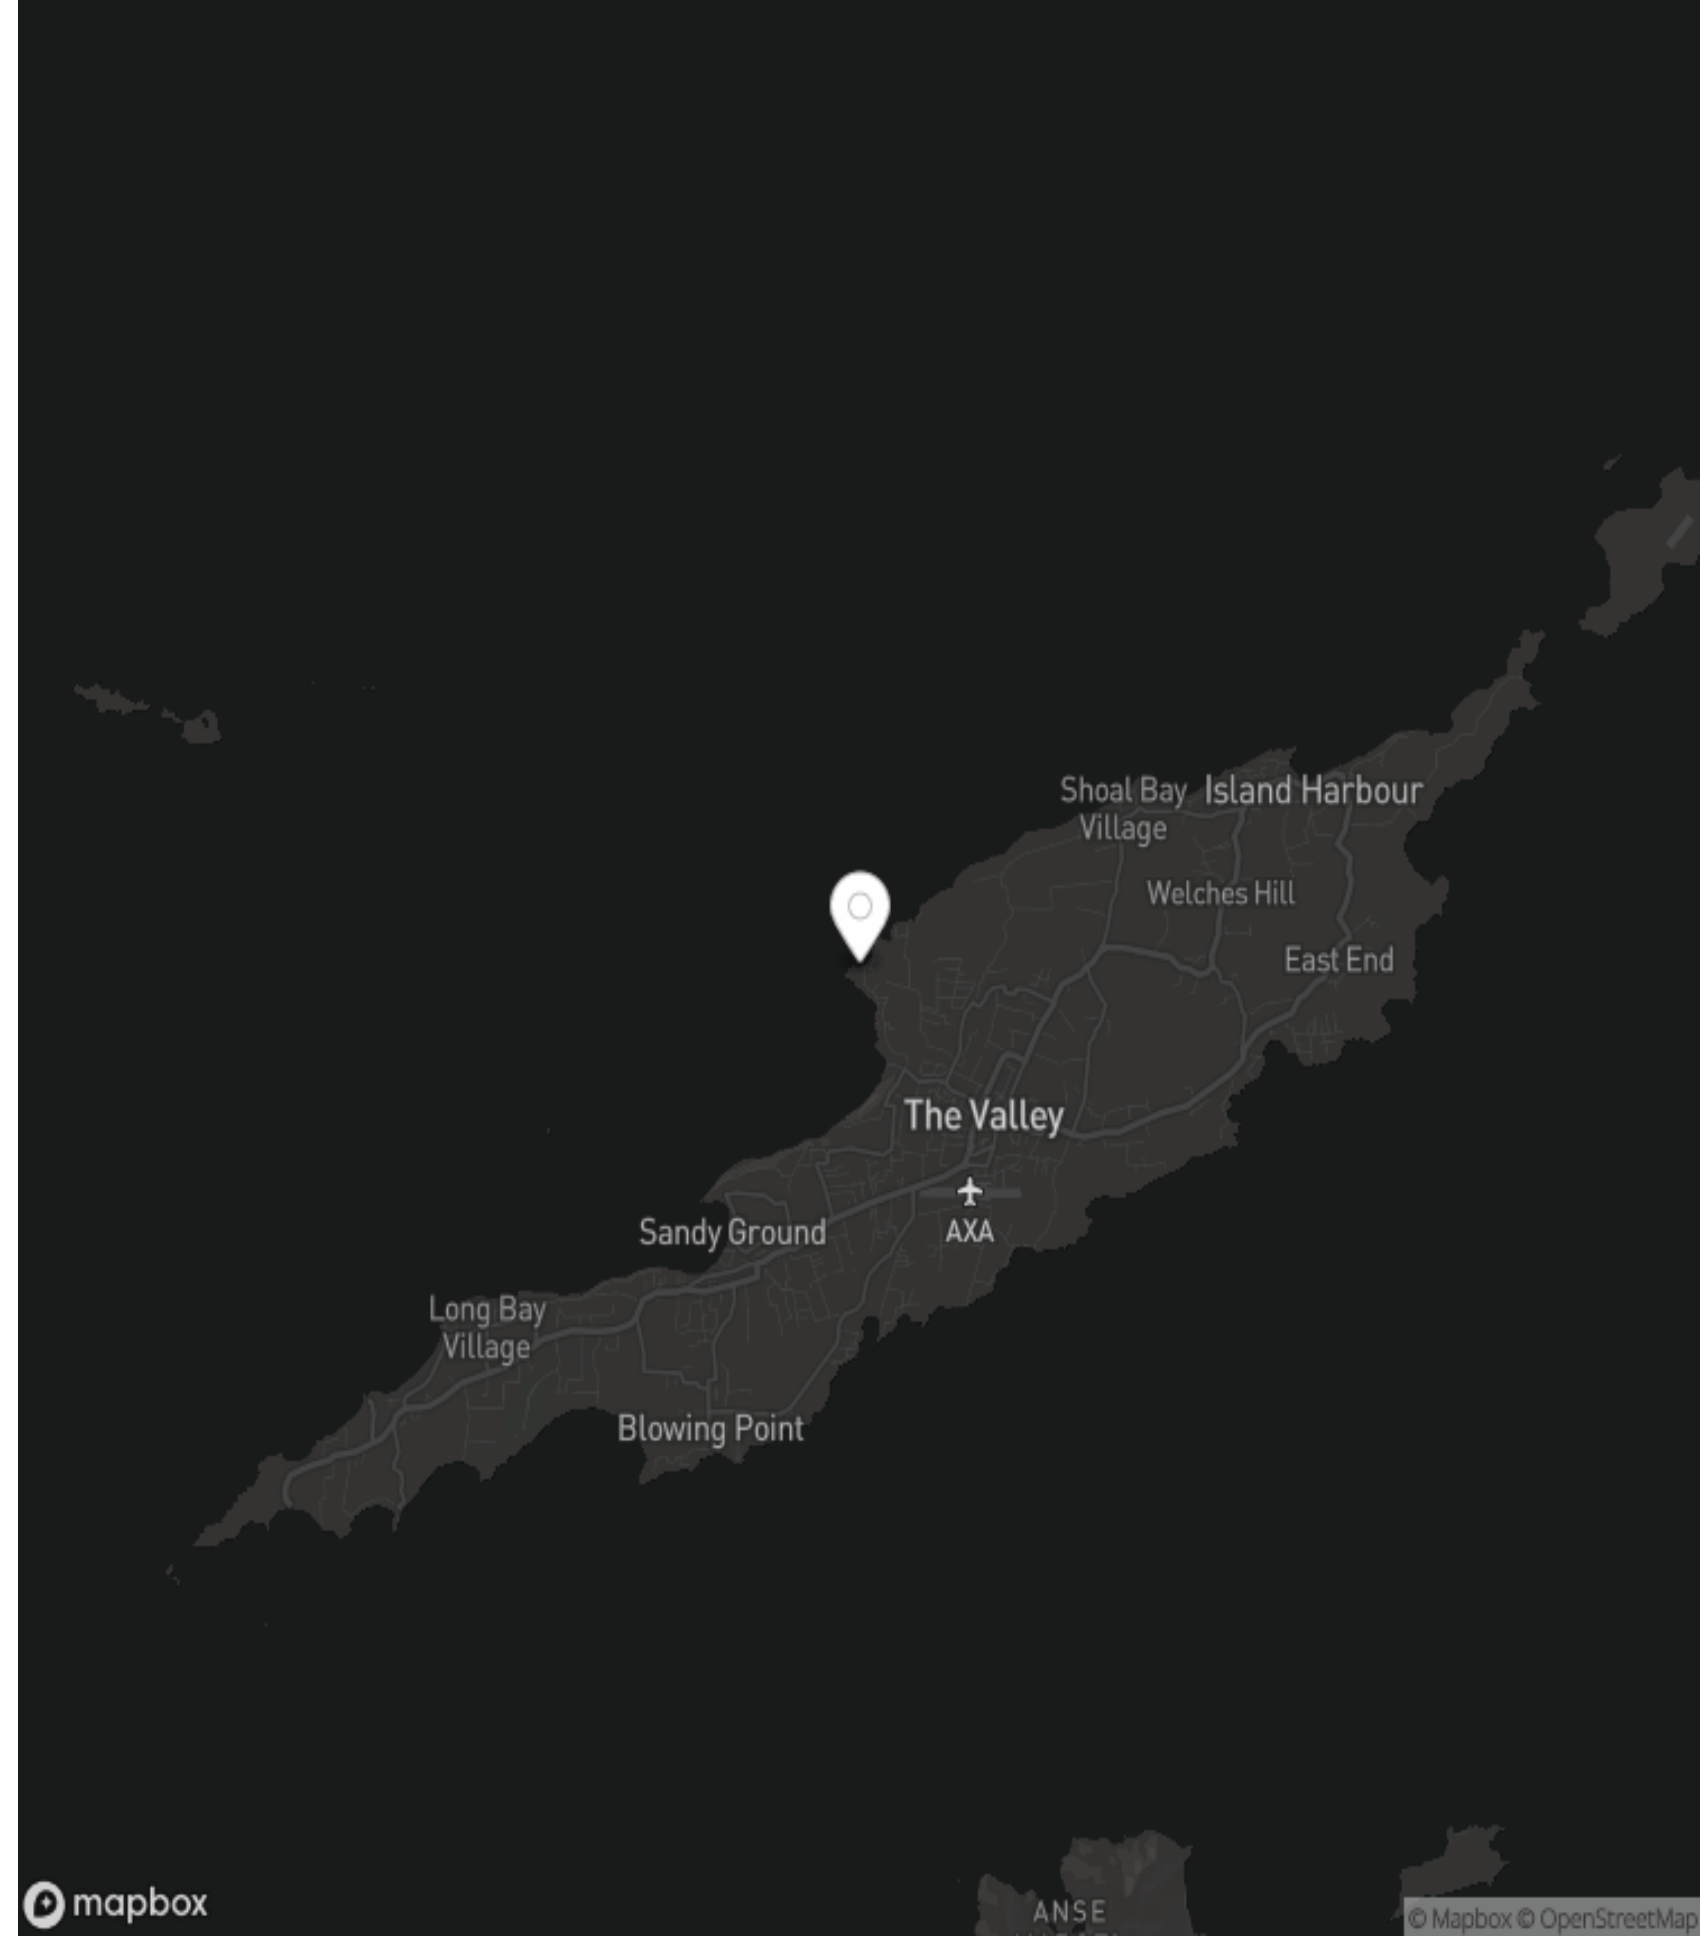 Shoal Bay
Village
Island Harbour
Welches Hill
East End
The Valley
AXA
Sandy Ground
Long Bay
Village
Blowing Point
ANSE
mapbox
© Mapbox © OpenStreetMap